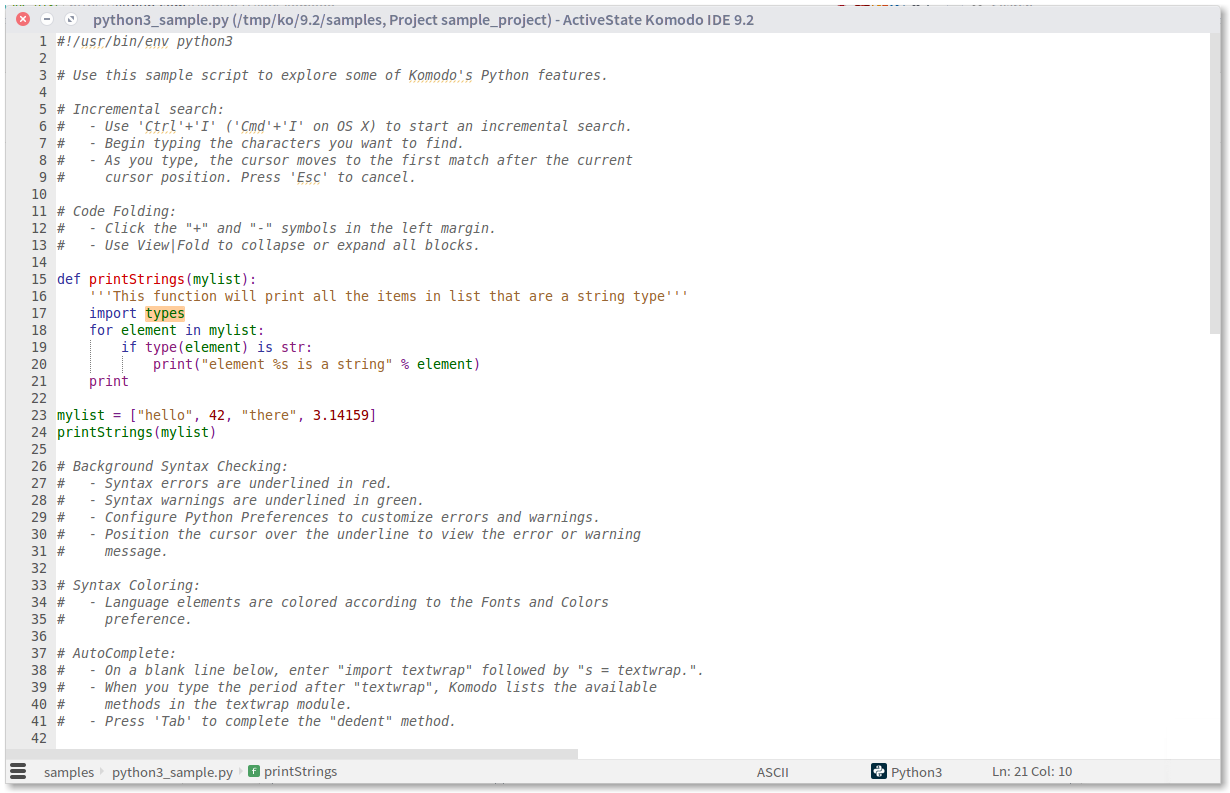 python3_sample.py (/tmp/ko/9.2/samples, Project sample_project) - ActiveState Komodo IDE 9.2
1 #!/usr/bin/env python3
2
3 # Use this sample script to explore some of Komodo's Python features.
4
5 # Incremental search:
6 #   - Use 'Ctrl'+'I' ('Cmd'+'I' on OS X) to start an incremental search.
7 #   - Begin typing the characters you want to find.
8 #   - As you type, the cursor moves to the first match after the current
9 #     cursor position. Press 'Esc' to cancel.
10
11 # Code Folding:
12 #   - Click the "+" and "-" symbols in the left margin.
13 #   - Use View|Fold to collapse or expand all blocks.
14
15 def printStrings(mylist):
16     '''This function will print all the items in list that are a string type'''
17     import types
18     for element in mylist:
19         if type(element) is str:
20             print("element %s is a string" % element)
21     print
22
23 mylist = ["hello", 42, "there", 3.14159]
24 printStrings(mylist)
25
26 # Background Syntax Checking:
27 #   - Syntax errors are underlined in red.
28 #   - Syntax warnings are underlined in green.
29 #   - Configure Python Preferences to customize errors and warnings.
30 #   - Position the cursor over the underline to view the error or warning
31 #     message.
32
33 # Syntax Coloring:
34 #   - Language elements are colored according to the Fonts and Colors
35 #     preference.
36
37 # AutoComplete:
38 #   - On a blank line below, enter "import textwrap" followed by "s = textwrap.".
39 #   - When you type the period after "textwrap", Komodo lists the available
40 #     methods in the textwrap module.
41 #   - Press 'Tab' to complete the "dedent" method.
42
samples python3_sample.py f printStrings ASCII Python3 Ln: 21 Col: 10